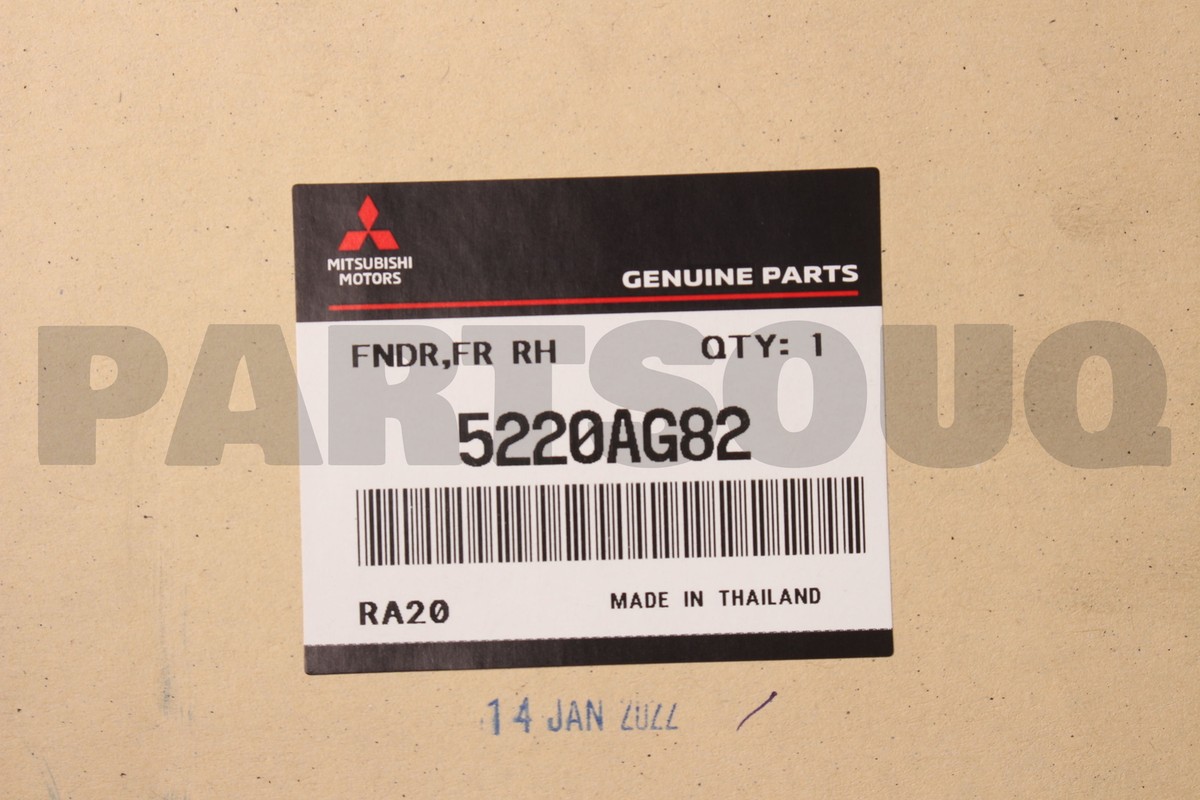 MITSUBISHI
MOTORS
GENUINE PARTS
FNDR,FR RH QTY: 1
5220AG82
PARTSOUQ
RA20 MADE IN THAILAND
14 JAN 2022